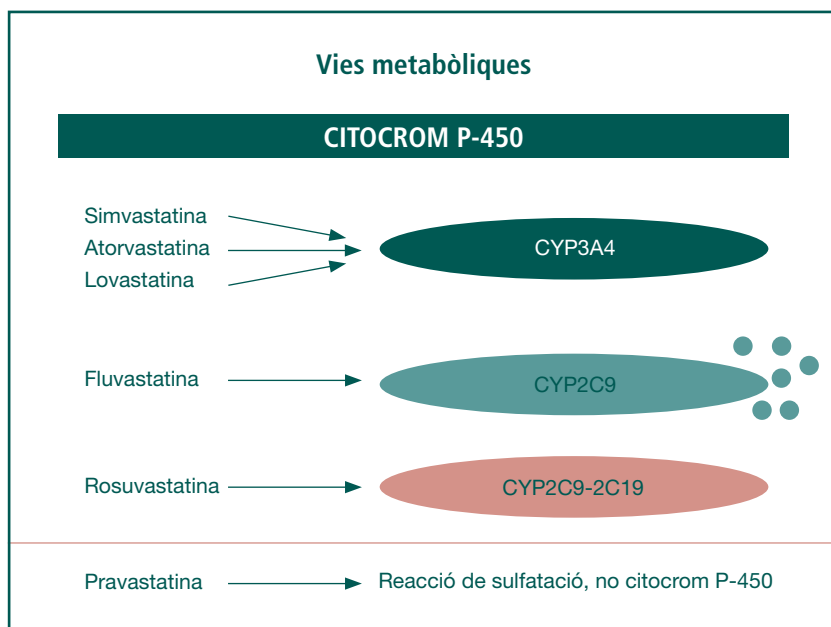 Vies metabòliques
CITOCROM P-450
Simvastatina
Atorvastatina
Lovastatina
CYP3A4
Fluvastatina
CYP2C9
Rosuvastatina
CYP2C9-2C19
Pravastatina
Reacció de sulfatació, no citocrom P-450